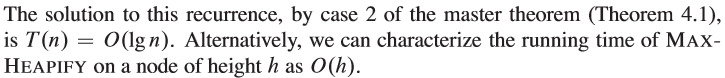 The solution to this recurrence, by case 2 of the master theorem (Theorem 4.1),
is T(n) = O(lg n). Alternatively, we can characterize the running time of MAX-
HEAPIFY on a node of height h as O(h).